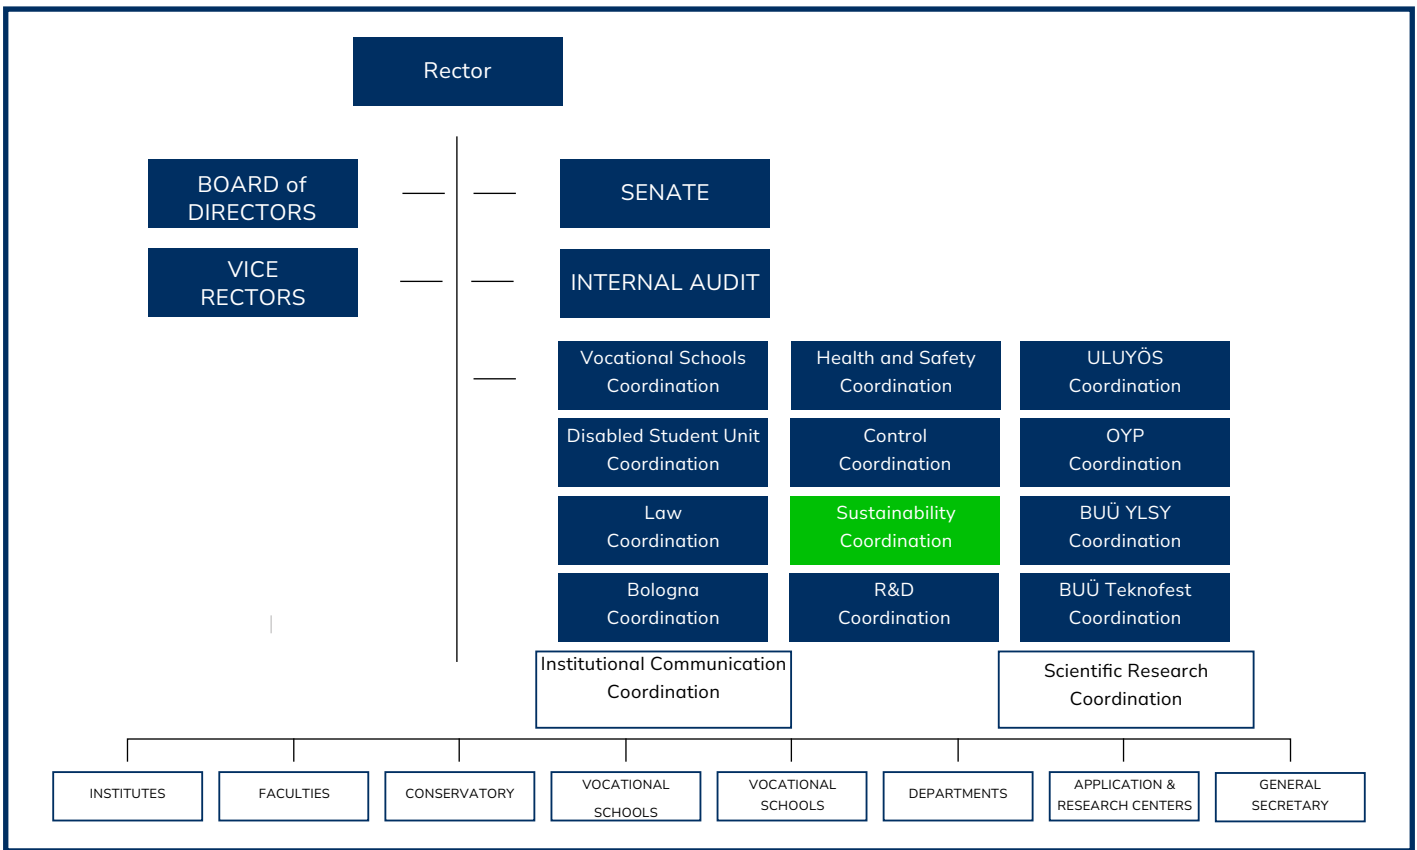 Rector
BOARD of
DIRECTORS
SENATE
VICE
RECTORS
INTERNAL AUDIT
Vocational Schools
Coordination
Health and Safety
Coordination
ULUYÖS
Coordination
Disabled Student Unit
Coordination
Control
Coordination
OYP
Coordination
Law
Coordination
Sustainability
Coordination
BUÜ YLSY
Coordination
Bologna
Coordination
R&D
Coordination
BUÜ Teknofest
Coordination
Institutional Communication
Coordination
Scientific Research
Coordination
INSTITUTES
FACULTIES
CONSERVATORY
VOCATIONAL
SCHOOLS
VOCATIONAL
SCHOOLS
DEPARTMENTS
APPLICATION &
RESEARCH CENTERS
GENERAL
SECRETARY